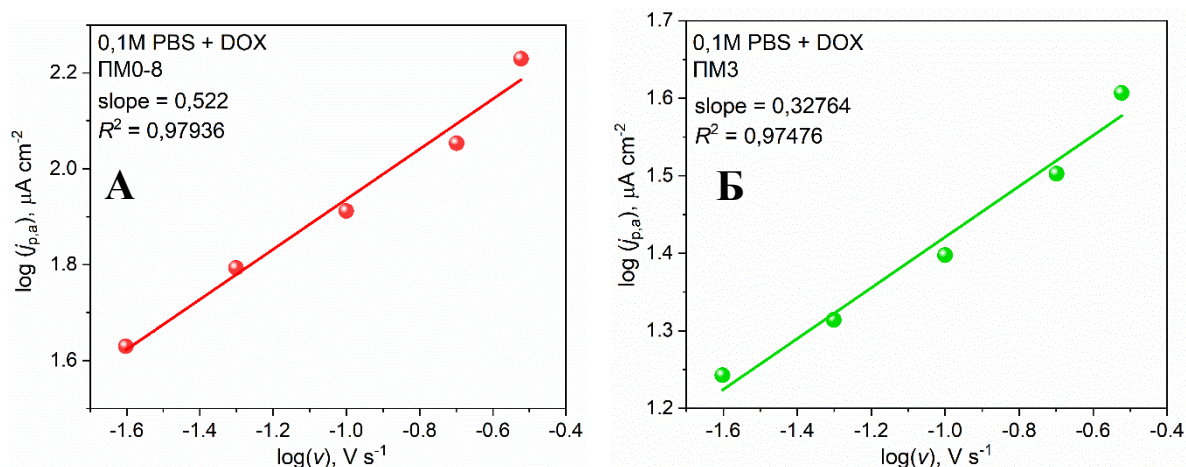 0,1M PBS + DOX
ПМ0-8
slope = 0,522
R² = 0,97936
А
log (jp,a), μA cm⁻²
2.2
2.0
1.8
1.6
-1.6 -1.4 -1.2 -1.0 -0.8 -0.6 -0.4
log(v), V s⁻¹
0,1M PBS + DOX
ПМ3
slope = 0,32764
R² = 0,97476
Б
log (jp,a), μA cm⁻²
1.7
1.6
1.5
1.4
1.3
1.2
-1.6 -1.4 -1.2 -1.0 -0.8 -0.6 -0.4
log(v), V s⁻¹